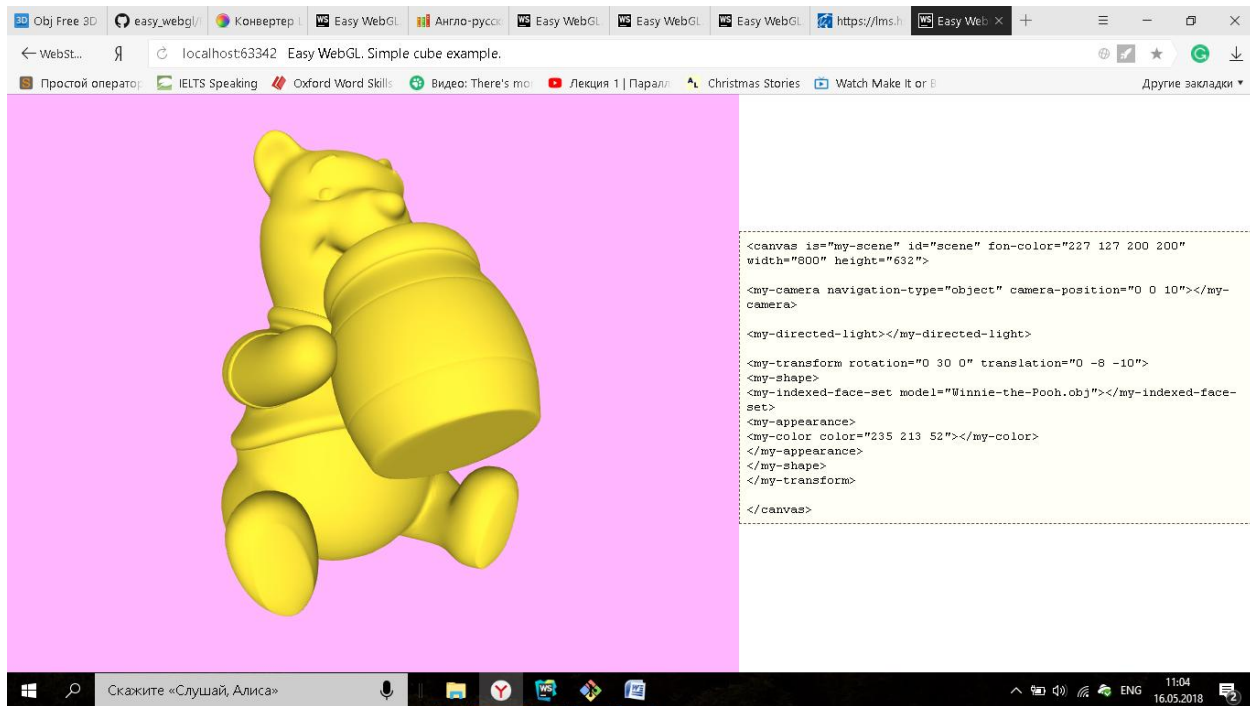 Obj Free 3D
easy_webgl/
Конвертер
Easy WebGL
Англо-русск
Easy WebGL
Easy WebGL
Easy WebGL
https://lms.h
Easy Web
WebSt...
localhost:63342 Easy WebGL. Simple cube example.
Простой оператор
IELTS Speaking
Oxford Word Skills
Видео: There's mo
Лекция 1 | Паралл
Christmas Stories
Watch Make It or B
Другие закладки
<canvas is="my-scene" id="scene" fon-color="227 127 200 200"
width="800" height="632">
<my-camera navigation-type="object" camera-position="0 0 10"></my-
camera>
<my-directed-light></my-directed-light>
<my-transform rotation="0 30 0" translation="0 -8 -10">
<my-shape>
<my-indexed-face-set model="Winnie-the-Pooh.obj"></my-indexed-face-
set>
<my-appearance>
<my-color color="235 213 52"></my-color>
</my-appearance>
</my-shape>
</my-transform>
</canvas>
Скажите «Слушай, Алиса»
ENG
11:04
16.05.2018